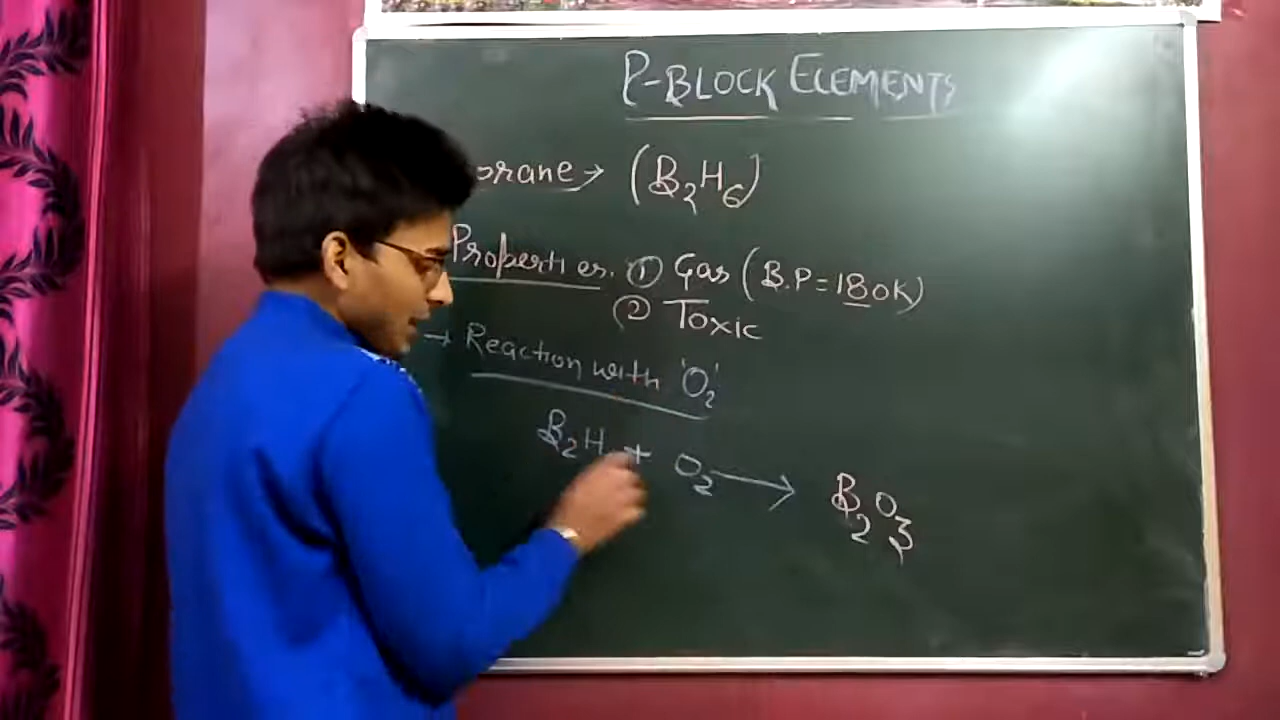 P-BLOCK ELEMENTS
orane → (B₂H₆)
Properties. ① Gas (B.P = 180K)
② Toxic
→ Reaction with 'O₂'
B₂H + O₂ → B₂O₃